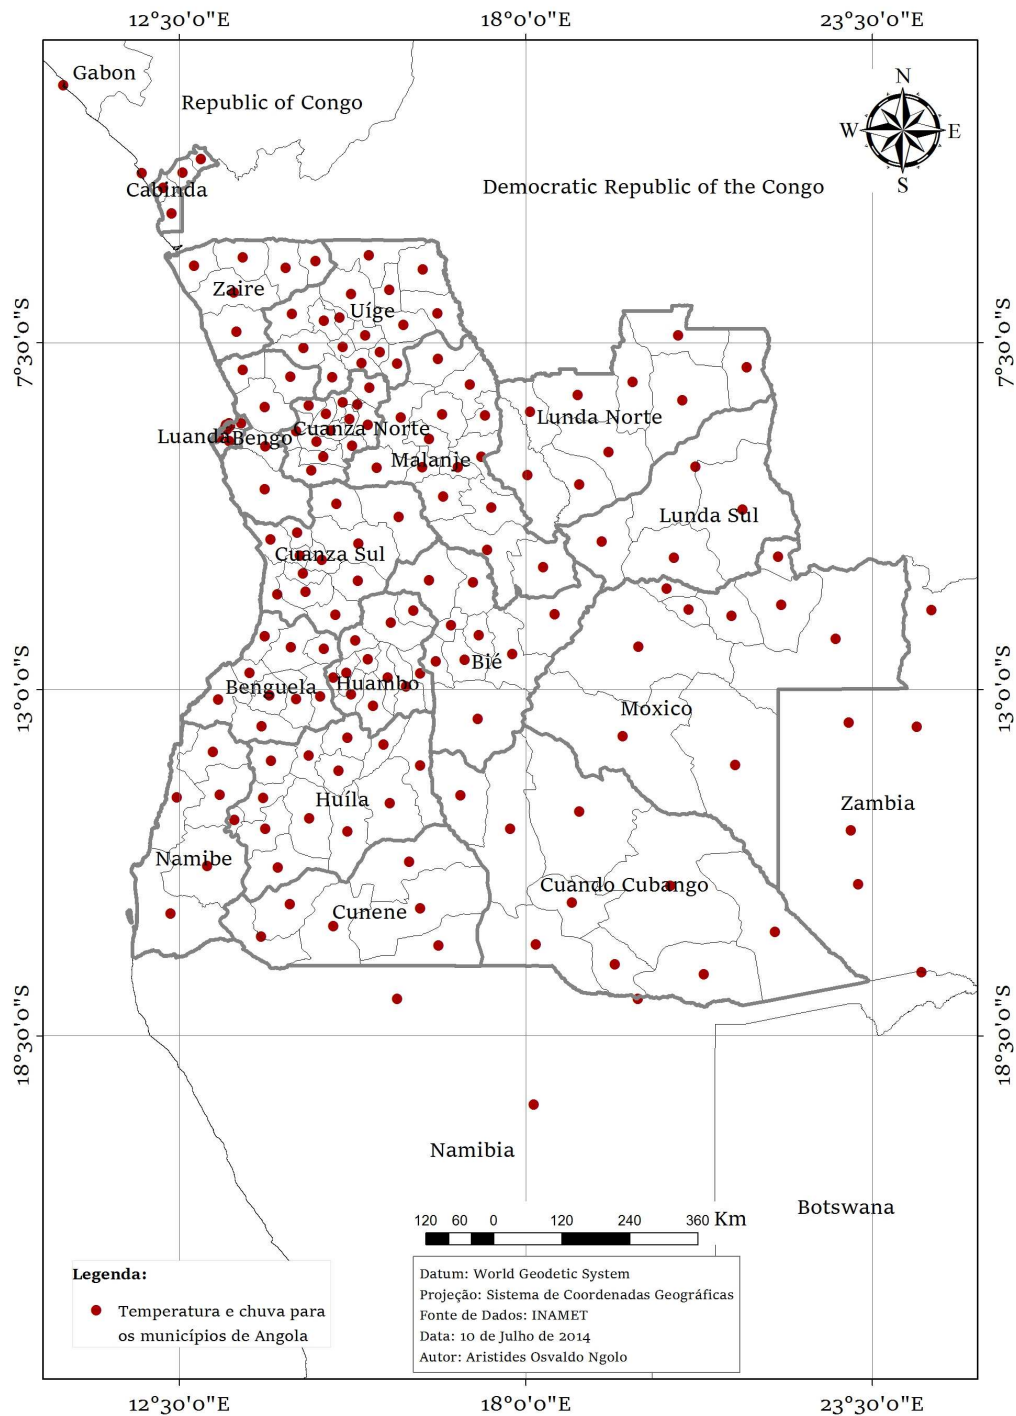 12°30'0"E 18°0'0"E 23°30'0"E
Gabon
Republic of Congo
N
W E
S
Cabinda
Democratic Republic of the Congo
Zaire
Uíge
7°30'0"S 7°30'0"S
Lunda Norte
Luanda Bengo Cuanza Norte
Malanje
Lunda Sul
Cuanza Sul
Bié
13°0'0"S 13°0'0"S
Benguela Huambo
Moxico
Huíla
Zambia
Namibe
Cuando Cubango
Cunene
18°30'0"S 18°30'0"S
Namibia
Botswana
120 60 0 120 240 360 Km
Legenda:
Temperatura e chuva para
os municípios de Angola
Datum: World Geodetic System
Projeção: Sistema de Coordenadas Geográficas
Fonte de Dados: INAMET
Data: 10 de Julho de 2014
Autor: Aristides Osvaldo Ngolo
12°30'0"E 18°0'0"E 23°30'0"E